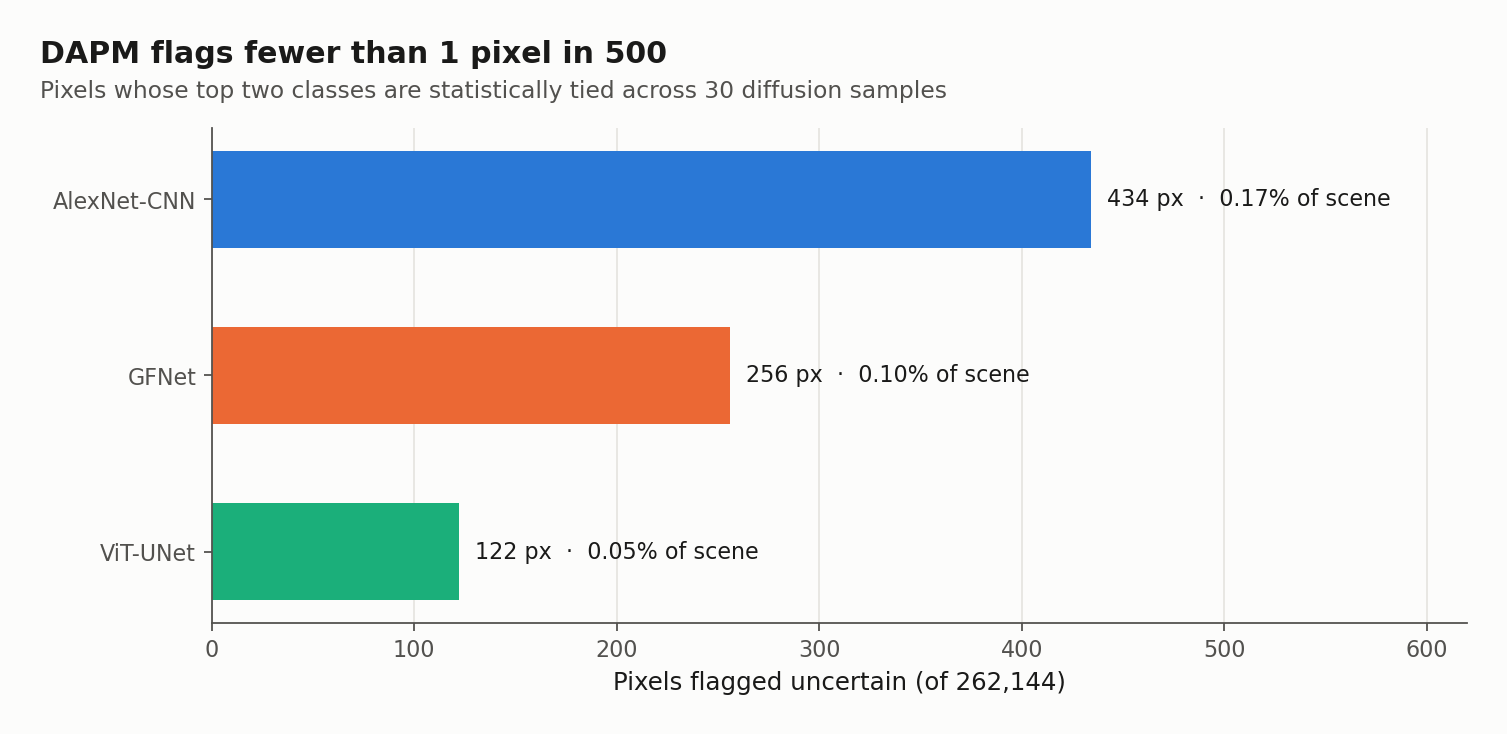 DAPM flags fewer than 1 pixel in 500
Pixels whose top two classes are statistically tied across 30 diffusion samples
AlexNet-CNN
434 px · 0.17% of scene
GFNet
256 px · 0.10% of scene
ViT-UNet
122 px · 0.05% of scene
0 100 200 300 400 500 600
Pixels flagged uncertain (of 262,144)